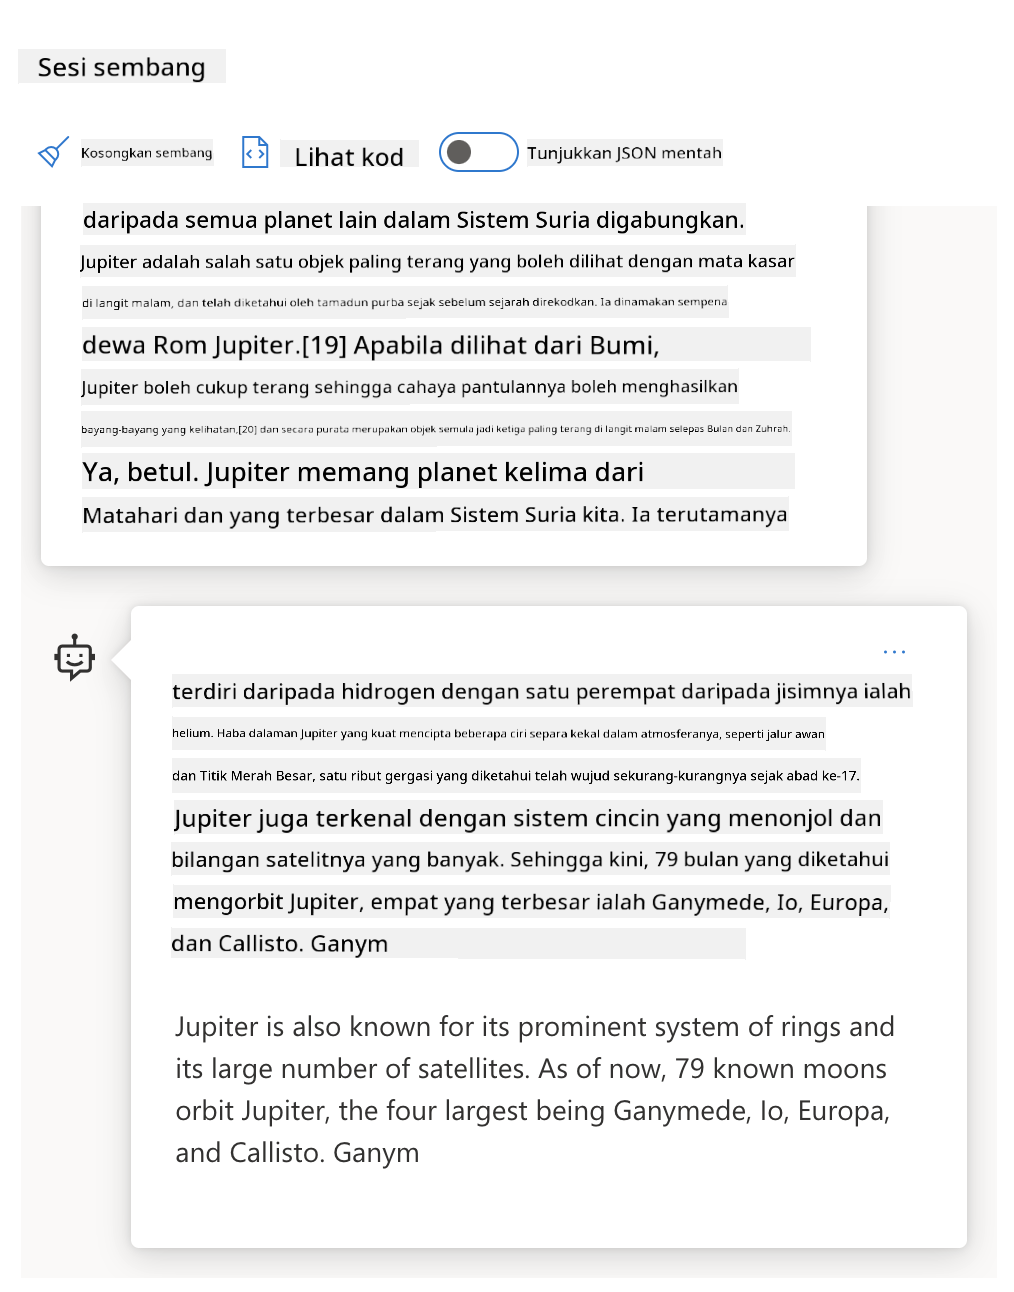 Sesi sembang
Kosongkan sembang Lihat kod Tunjukkan JSON mentah
daripada semua planet lain dalam Sistem Suria digabungkan.
Jupiter adalah salah satu objek paling terang yang boleh dilihat dengan mata kasar
di langit malam, dan telah diketahui oleh tamadun purba sejak sebelum sejarah direkodkan. Ia dinamakan sempena
dewa Rom Jupiter.[19] Apabila dilihat dari Bumi,
Jupiter boleh cukup terang sehingga cahaya pantulannya boleh menghasilkan
bayang-bayang yang kelihatan,[20] dan secara purata merupakan objek semula jadi ketiga paling terang di langit malam selepas Bulan dan Zuhrah.
Ya, betul. Jupiter memang planet kelima dari
Matahari dan yang terbesar dalam Sistem Suria kita. Ia terutamanya
terdiri daripada hidrogen dengan satu perempat daripada jisimnya ialah
helium. Haba dalaman Jupiter yang kuat mencipta beberapa ciri separa kekal dalam atmosferanya, seperti jalur awan
dan Titik Merah Besar, satu ribut gergasi yang diketahui telah wujud sekurang-kurangnya sejak abad ke-17.
Jupiter juga terkenal dengan sistem cincin yang menonjol dan
bilangan satelitnya yang banyak. Sehingga kini, 79 bulan yang diketahui
mengorbit Jupiter, empat yang terbesar ialah Ganymede, Io, Europa,
dan Callisto. Ganym
Jupiter is also known for its prominent system of rings and
its large number of satellites. As of now, 79 known moons
orbit Jupiter, the four largest being Ganymede, Io, Europa,
and Callisto. Ganym